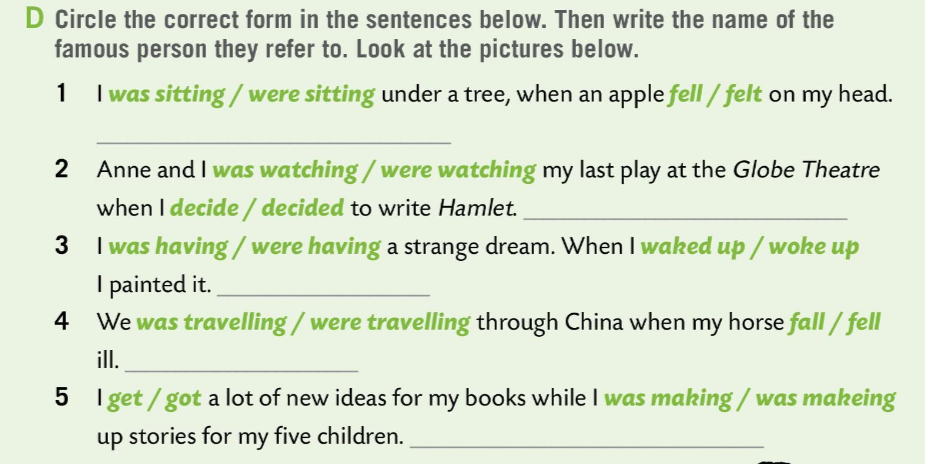 D Circle the correct form in the sentences below. Then write the name of the
famous person they refer to. Look at the pictures below.
1 I was sitting / were sitting under a tree, when an apple fell / felt on my head.
2 Anne and I was watching / were watching my last play at the Globe Theatre
when I decide / decided to write Hamlet.
3 I was having / were having a strange dream. When I waked up / woke up
I painted it.
4 We was travelling / were travelling through China when my horse fall / fell
ill.
5 I get / got a lot of new ideas for my books while I was making / was makeing
up stories for my five children.